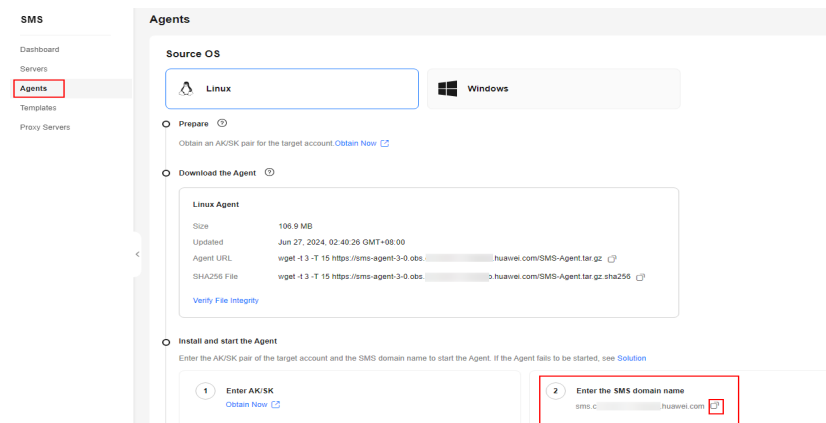 SMS
Agents
Dashboard
Servers
Agents
Templates
Proxy Servers
Source OS
Linux
Windows
Prepare
Obtain an AK/SK pair for the target account.Obtain Now
Download the Agent
Linux Agent
Size 106.9 MB
Updated Jun 27, 2024, 02:40:26 GMT+08:00
Agent URL wget -t 3 -T 15 https://sms-agent-3-0.obs. .huawei.com/SMS-Agent.tar.gz
SHA256 File wget -t 3 -T 15 https://sms-agent-3-0.obs. .huawei.com/SMS-Agent.tar.gz.sha256
Verify File Integrity
Install and start the Agent
Enter the AK/SK pair of the target account and the SMS domain name to start the Agent. If the Agent fails to be started, see Solution
1 Enter AK/SK
Obtain Now
2 Enter the SMS domain name
sms.c .huawei.com